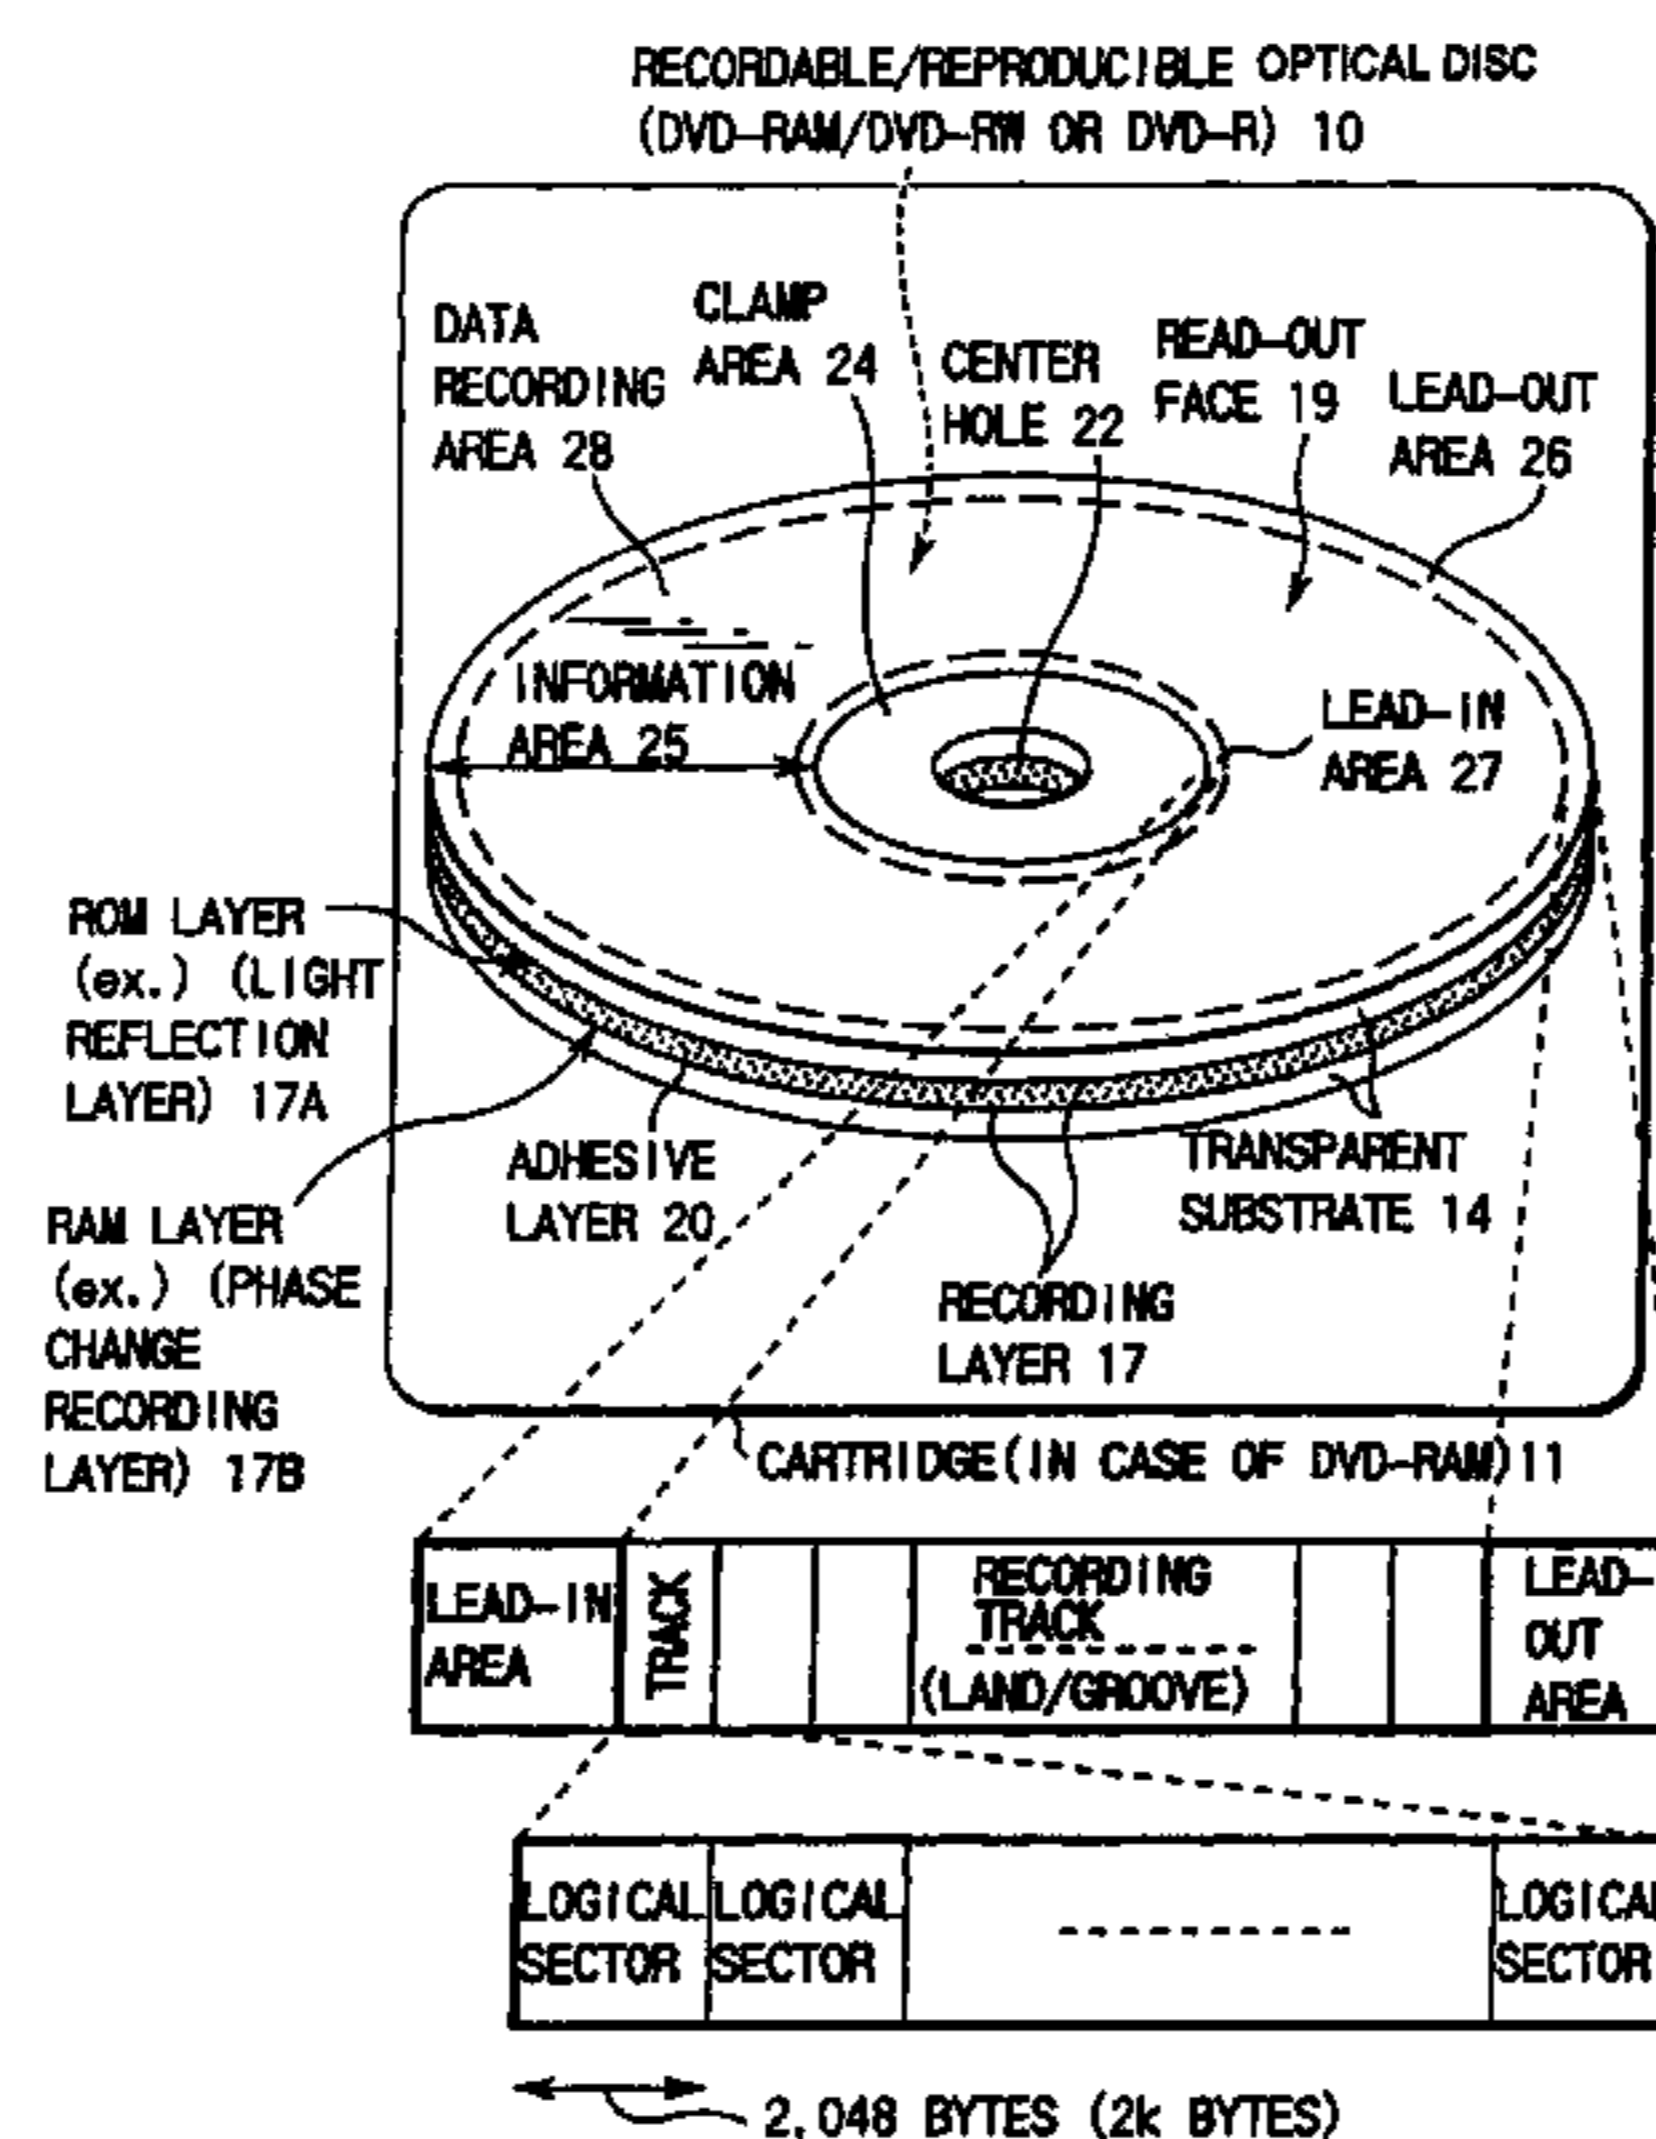 RECORDABLE/REPRODUCIBLE OPTICAL DISC
(DVD-RAM/DVD-RW OR DVD-R) 10
DATA
RECORDING
AREA 28
CLAMP
AREA 24
CENTER
HOLE 22
READ-OUT
FACE 19
LEAD-OUT
AREA 26
INFORMATION
AREA 25
LEAD-IN
AREA 27
ROM LAYER
(ex.) (LIGHT
REFLECTION
LAYER) 17A
ADHESIVE
LAYER 20
TRANSPARENT
SUBSTRATE 14
RAM LAYER
(ex.) (PHASE
CHANGE
RECORDING
LAYER) 17B
RECORDING
LAYER 17
CARTRIDGE(IN CASE OF DVD-RAM)11
LEAD-IN
AREA
TRACK
RECORDING
TRACK
(LAND/GROOVE)
LEAD-
OUT
AREA
LOGICAL
SECTOR
LOGICAL
SECTOR
LOGICAL
SECTOR
2,048 BYTES (2k BYTES)